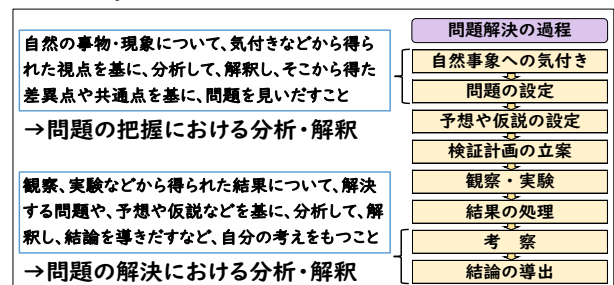 自然の事物・現象について、気付きなどから得ら
れた視点を基に、分析して、解釈し、そこから得た
差異点や共通点を基に、問題を見いだすこと
→問題の把握における分析・解釈
観察、実験などから得られた結果について、解決
する問題や、予想や仮説などを基に、分析して、解
釈し、結論を導きだすなど、自分の考えをもつこと
→問題の解決における分析・解釈
問題解決の過程
自然事象への気付き
問題の設定
予想や仮説の設定
検証計画の立案
観察・実験
結果の処理
考　察
結論の導出